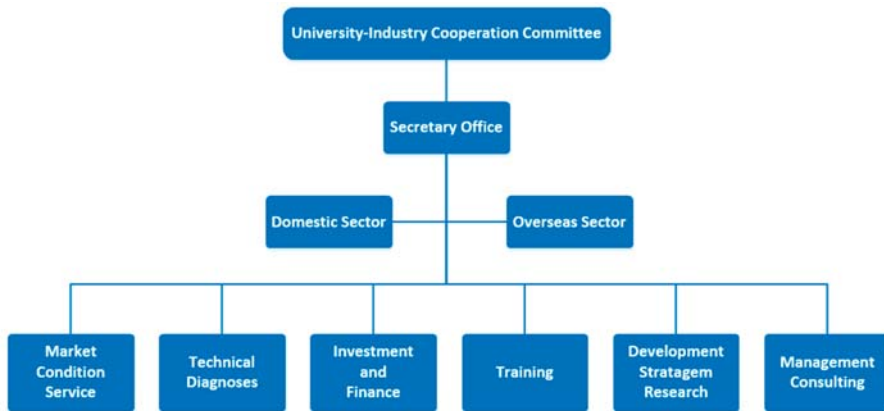 University-Industry Cooperation Committee
Secretary Office
Domestic Sector
Overseas Sector
Market
Condition
Service
Technical
Diagnoses
Investment
and
Finance
Training
Development
Stratagem
Research
Management
Consulting